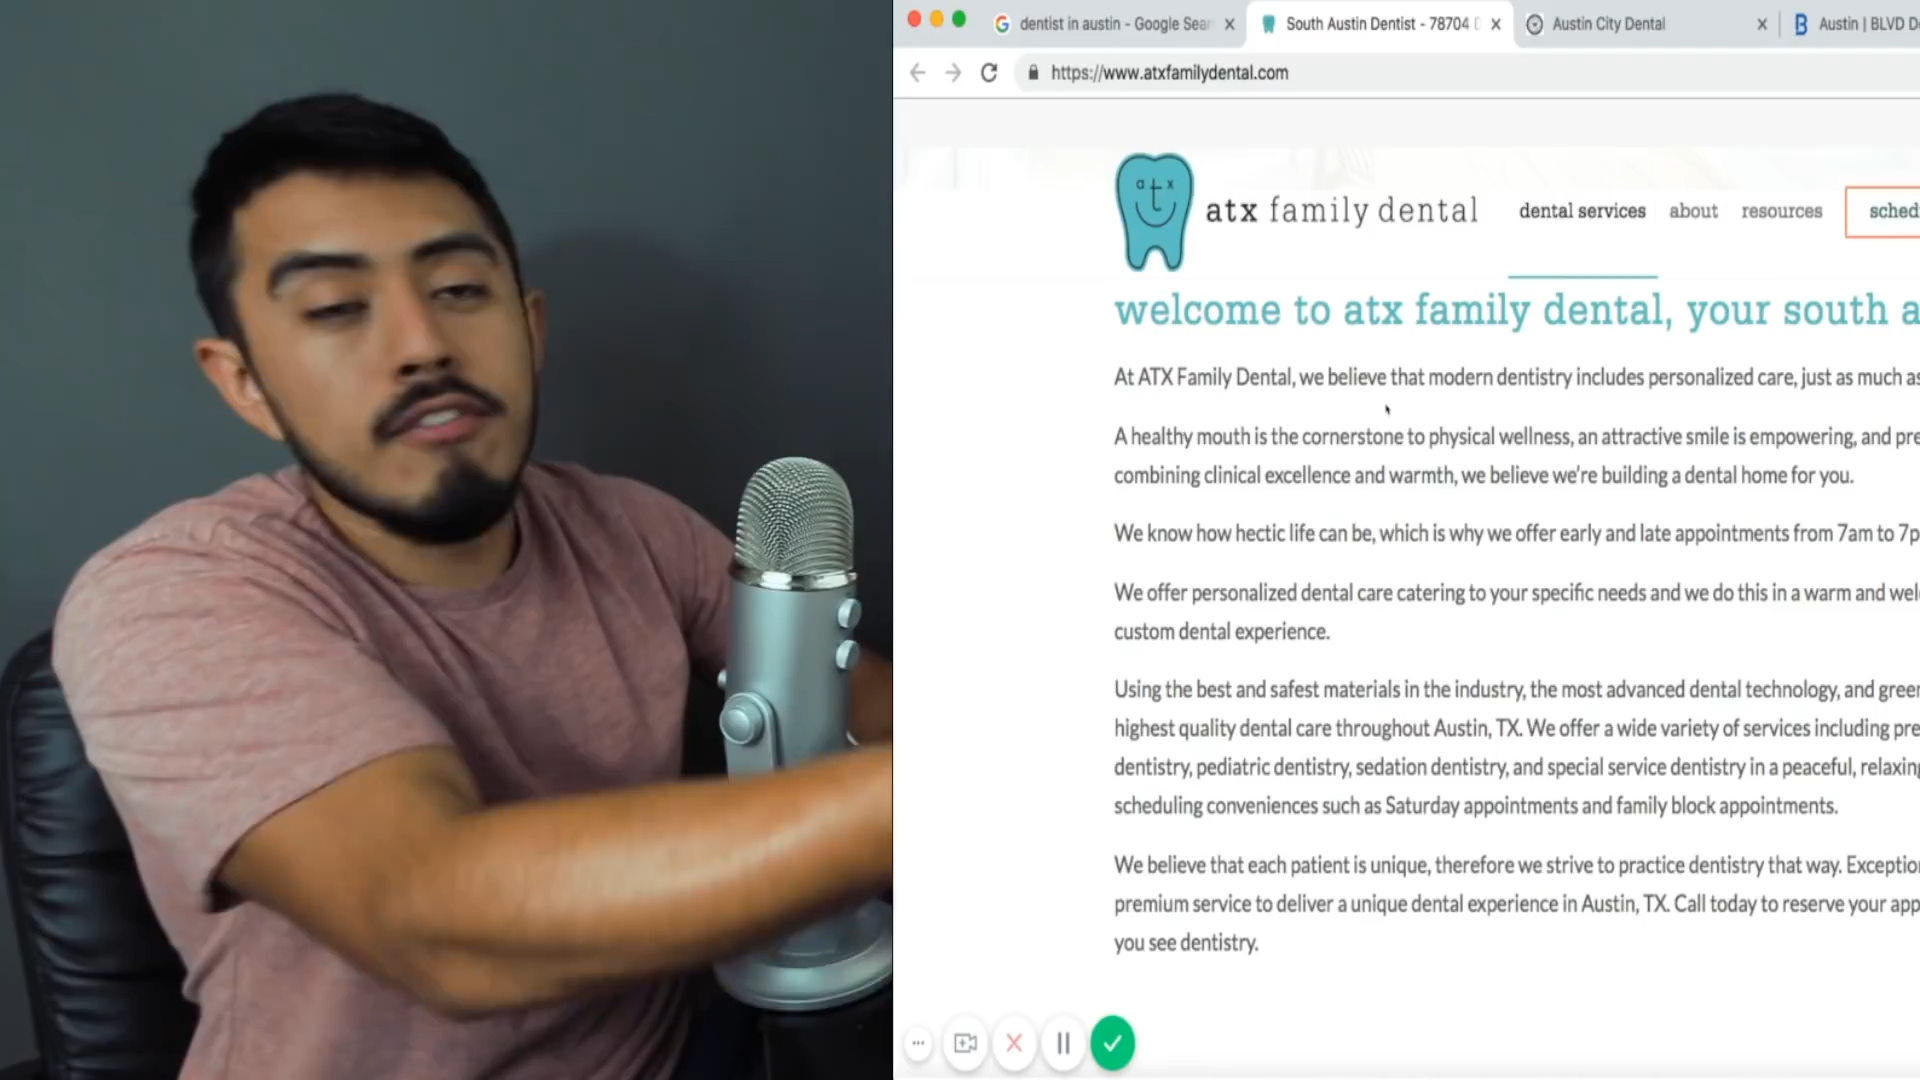 dentist in austin - Google Sear
South Austin Dentist - 78704
Austin City Dental
Austin | BLVD D
https://www.atxfamilydental.com
atx
atx family dental
dental services
about
resources
sched
welcome to atx family dental, your south a
At ATX Family Dental, we believe that modern dentistry includes personalized care, just as much as
A healthy mouth is the cornerstone to physical wellness, an attractive smile is empowering, and pre
combining clinical excellence and warmth, we believe we're building a dental home for you.
We know how hectic life can be, which is why we offer early and late appointments from 7am to 7p
We offer personalized dental care catering to your specific needs and we do this in a warm and wel
custom dental experience.
Using the best and safest materials in the industry, the most advanced dental technology, and green
highest quality dental care throughout Austin, TX. We offer a wide variety of services including pre
dentistry, pediatric dentistry, sedation dentistry, and special service dentistry in a peaceful, relaxing
scheduling conveniences such as Saturday appointments and family block appointments.
We believe that each patient is unique, therefore we strive to practice dentistry that way. Exception
premium service to deliver a unique dental experience in Austin, TX. Call today to reserve your app
you see dentistry.